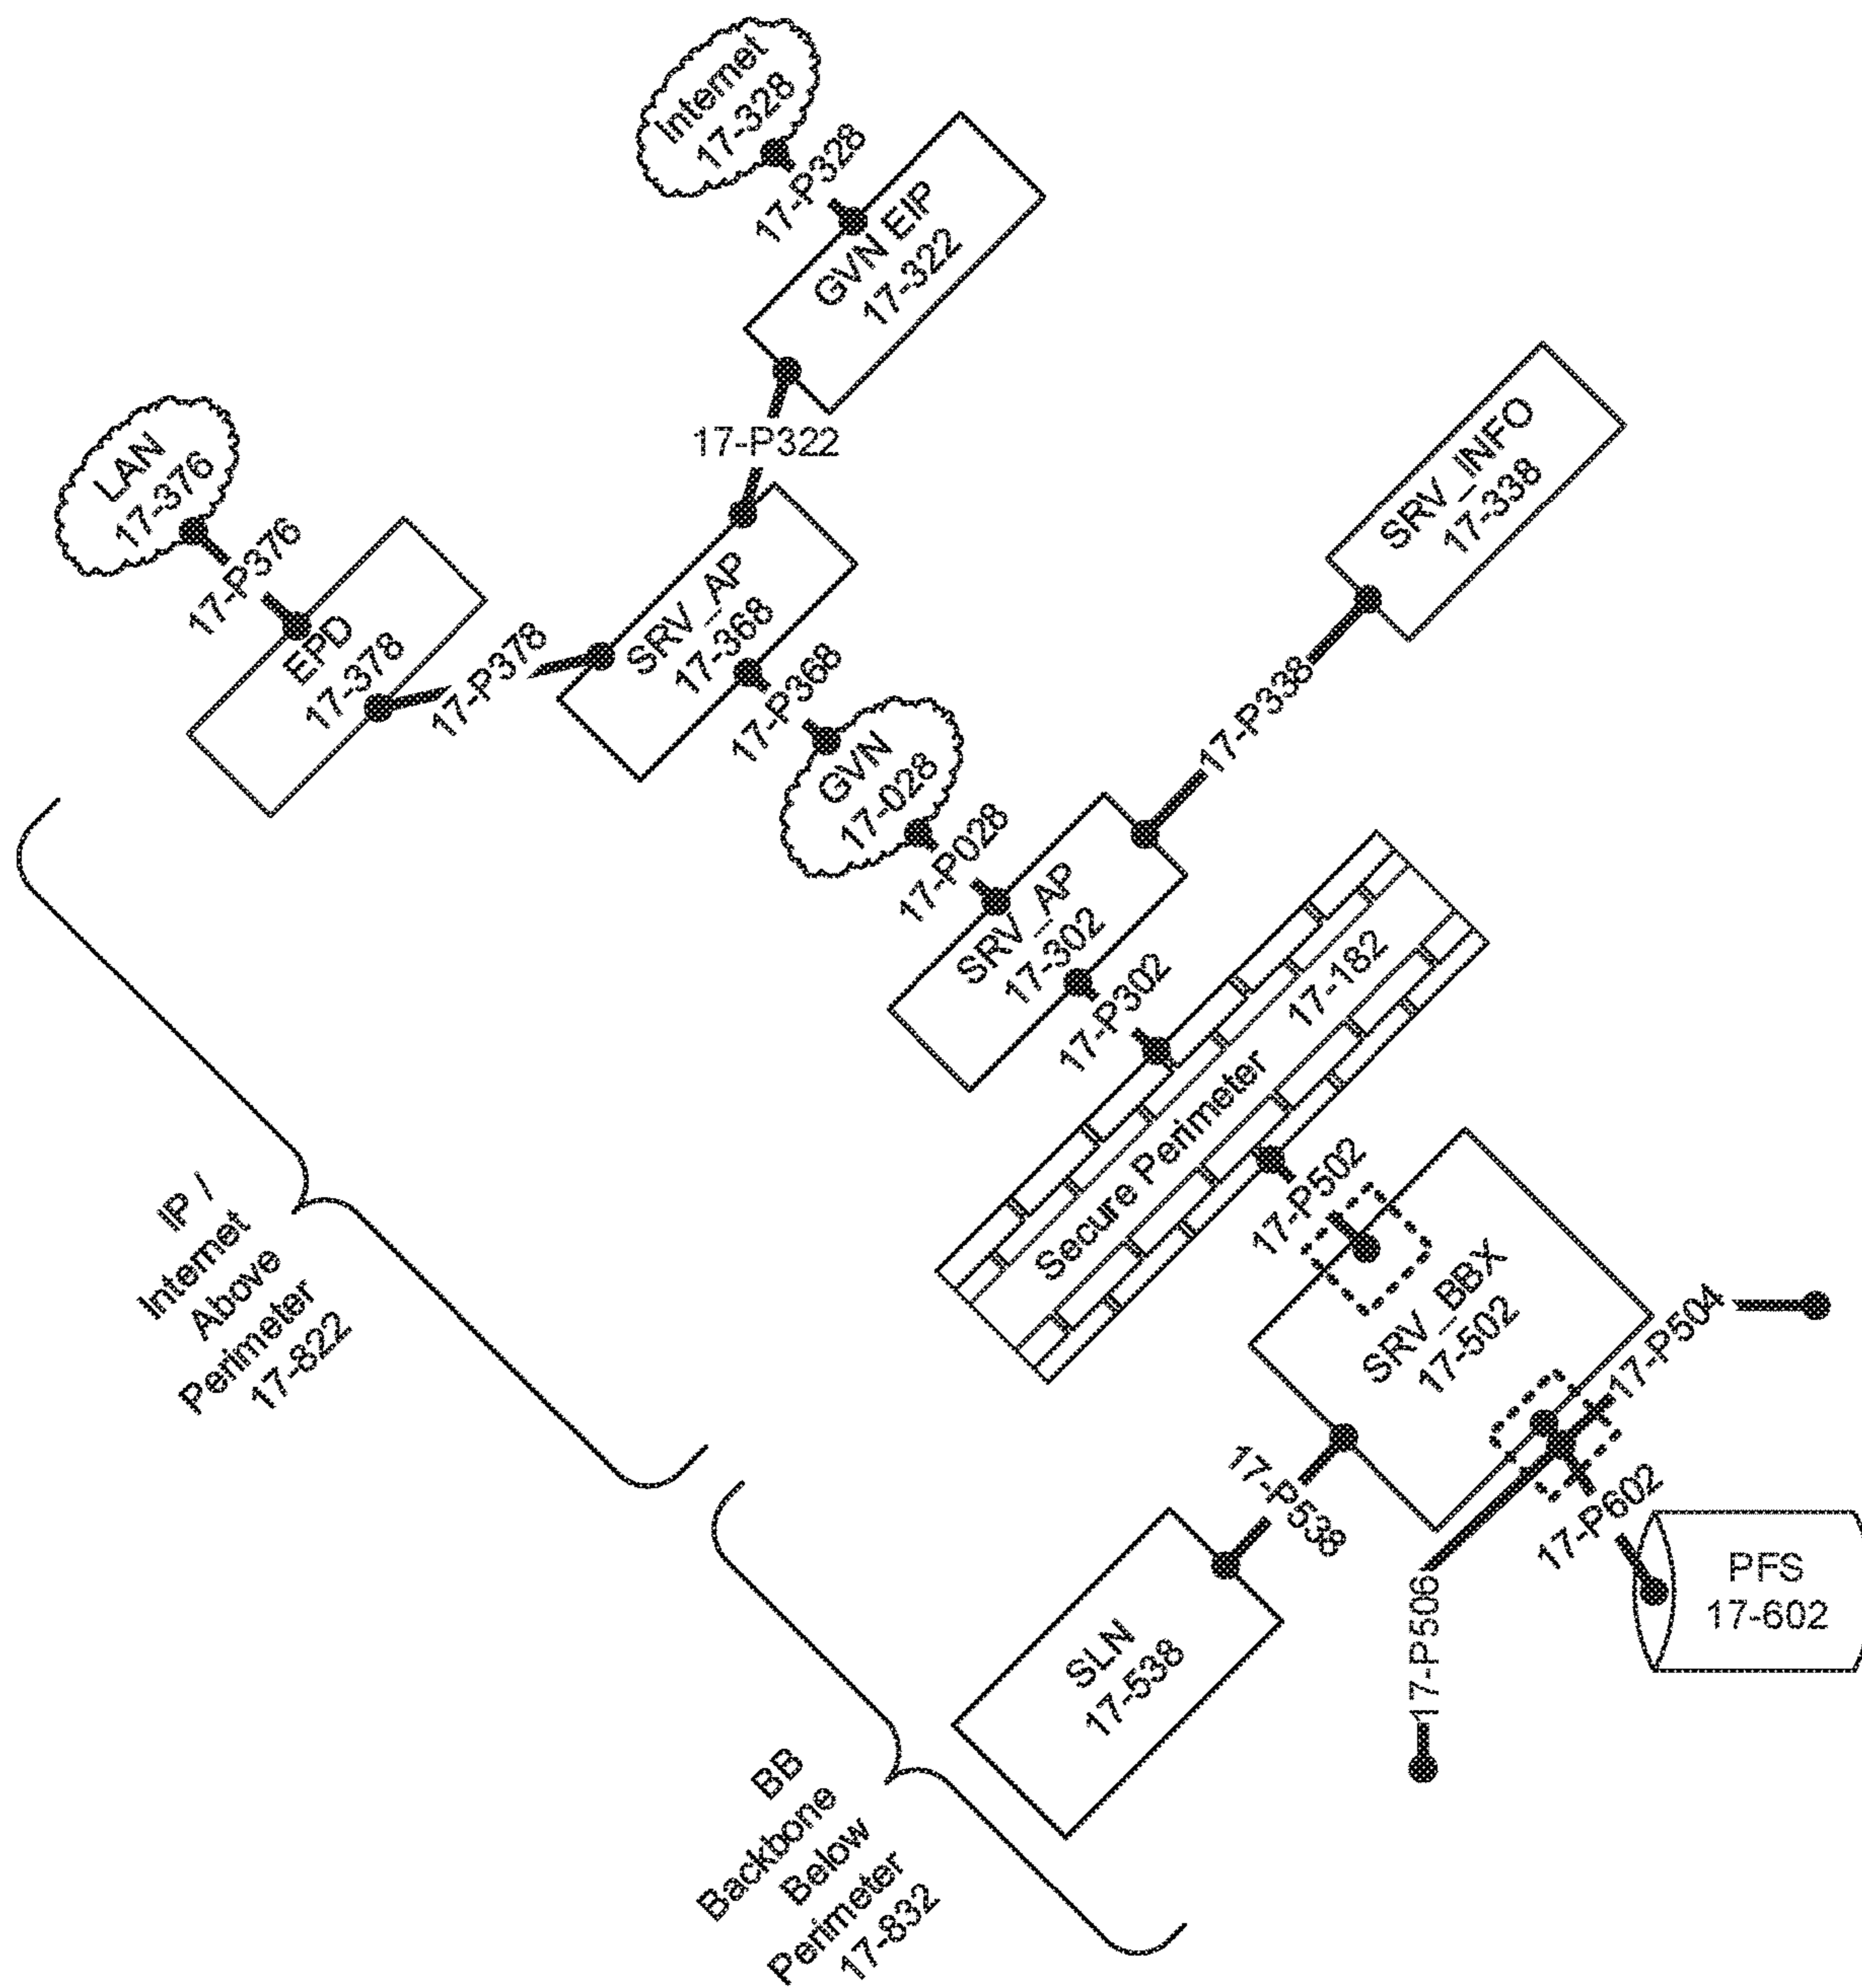 Internet
17-328
17-P328
GVN EIP
17-322
17-P322
LAN
17-376
17-P376
EPD
17-378
17-P378
SRV_AP
17-368
17-P368
GVN
17-028
17-P028
SRV_AP
17-302
17-P338
SRV_INFO
17-338
17-P302
Secure Perimeter
17-182
IP /
Internet
Above
Perimeter
17-822
17-P502
SRV_BBX
17-502
17-P504
17-P538
SLN
17-538
17-P506
17-P602
PFS
17-602
BB
Backbone
Below
Perimeter
17-832